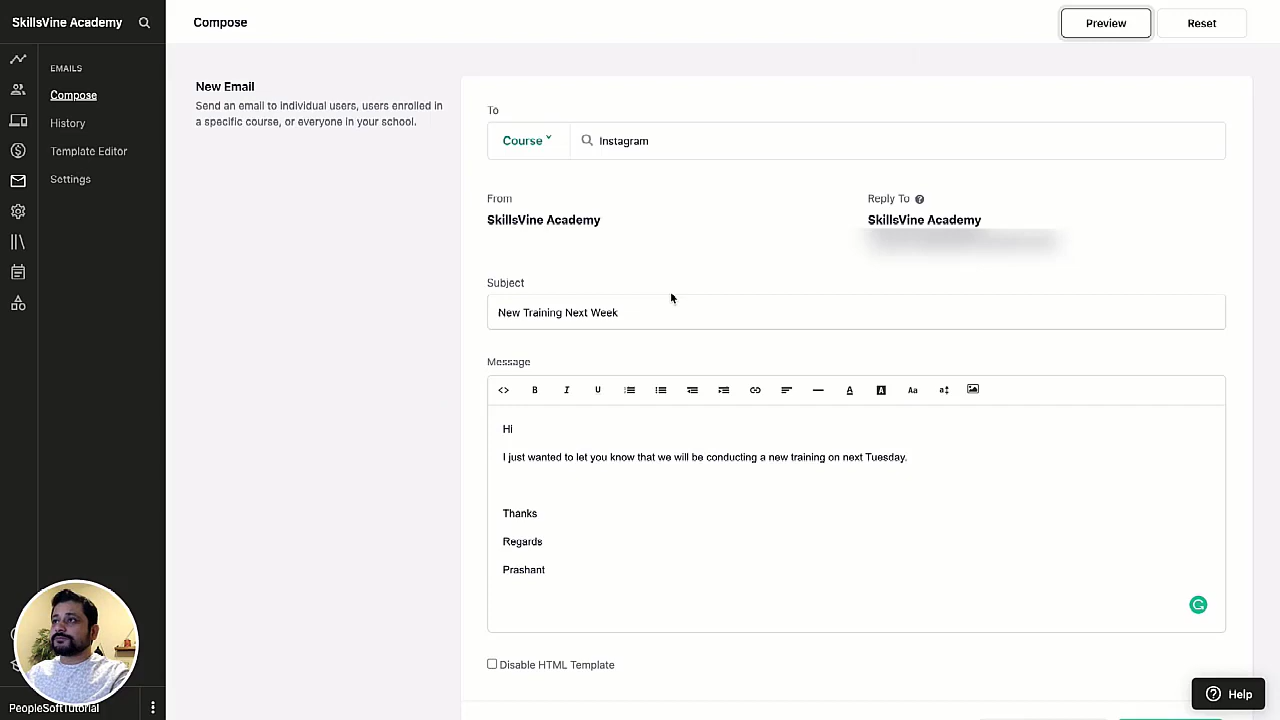 SkillsVine Academy
Compose
Preview
Reset
EMAILS
Compose
History
Template Editor
Settings
New Email
Send an email to individual users, users enrolled in
a specific course, or everyone in your school.
To
Course
Instagram
From
SkillsVine Academy
Reply To
SkillsVine Academy
Subject
New Training Next Week
Message
<> B I U A A Aa a
Hi
I just wanted to let you know that we will be conducting a new training on next Tuesday.
Thanks
Regards
Prashant
Disable HTML Template
Help
PeopleSoftTutorial